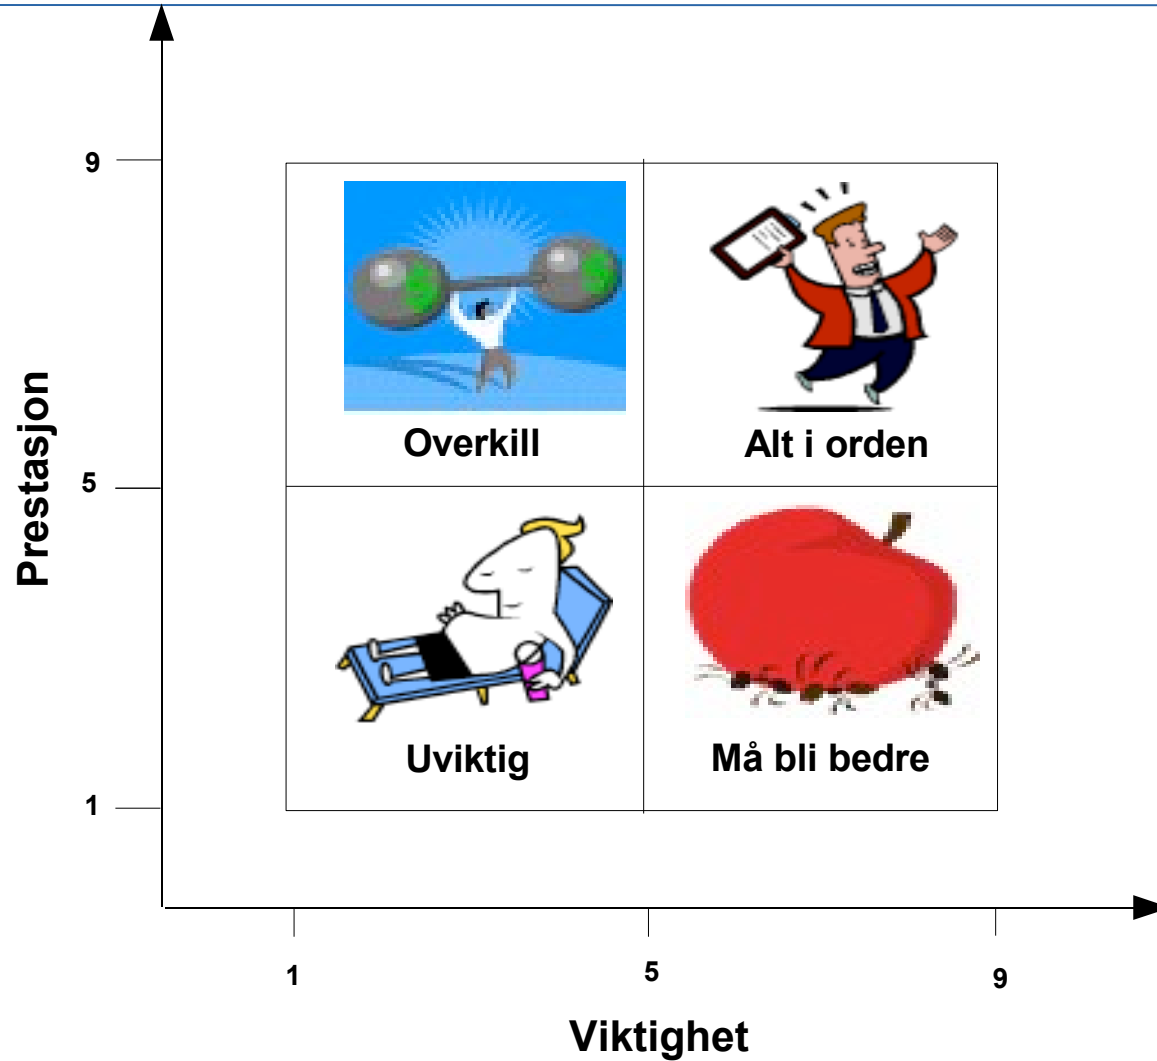 9
Overkill
Alt i orden
Prestasjon
5
Uviktig
Må bli bedre
1
1
5
9
Viktighet